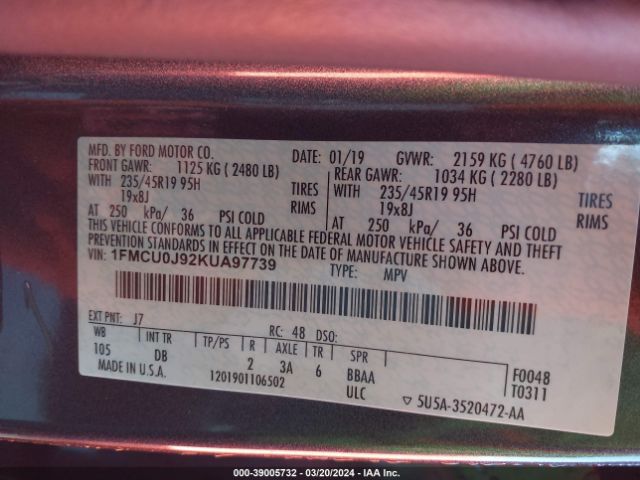 MFD. BY FORD MOTOR CO.
DATE: 01/19 GVWR: 2159 KG ( 4760 LB)
FRONT GAWR: 1125 KG ( 2480 LB)
REAR GAWR: 1034 KG ( 2280 LB)
WITH 235/45R19 95H TIRES
WITH 235/45R19 95H TIRES
19x8J RIMS
19x8J RIMS
AT 250 kPa/ 36 PSI COLD
AT 250 kPa/ 36 PSI COLD
THIS VEHICLE CONFORMS TO ALL APPLICABLE FEDERAL MOTOR VEHICLE SAFETY AND THEFT
PREVENTION STANDARDS IN EFFECT ON THE DATE OF MANUFACTURE SHOWN ABOVE.
VIN: 1FMCU0J92KUA97739
TYPE: MPV
EXT PNT: J7 RC: 48 DSO:
WB INT TR TP/PS R AXLE TR SPR
105 DB 2 3A 6 BBAA
F0048
T0311
MADE IN U.S.A. 1201901106502 ULC
5U5A-3520472-AA
000-39005732 - 03/20/2024 - IAA Inc.